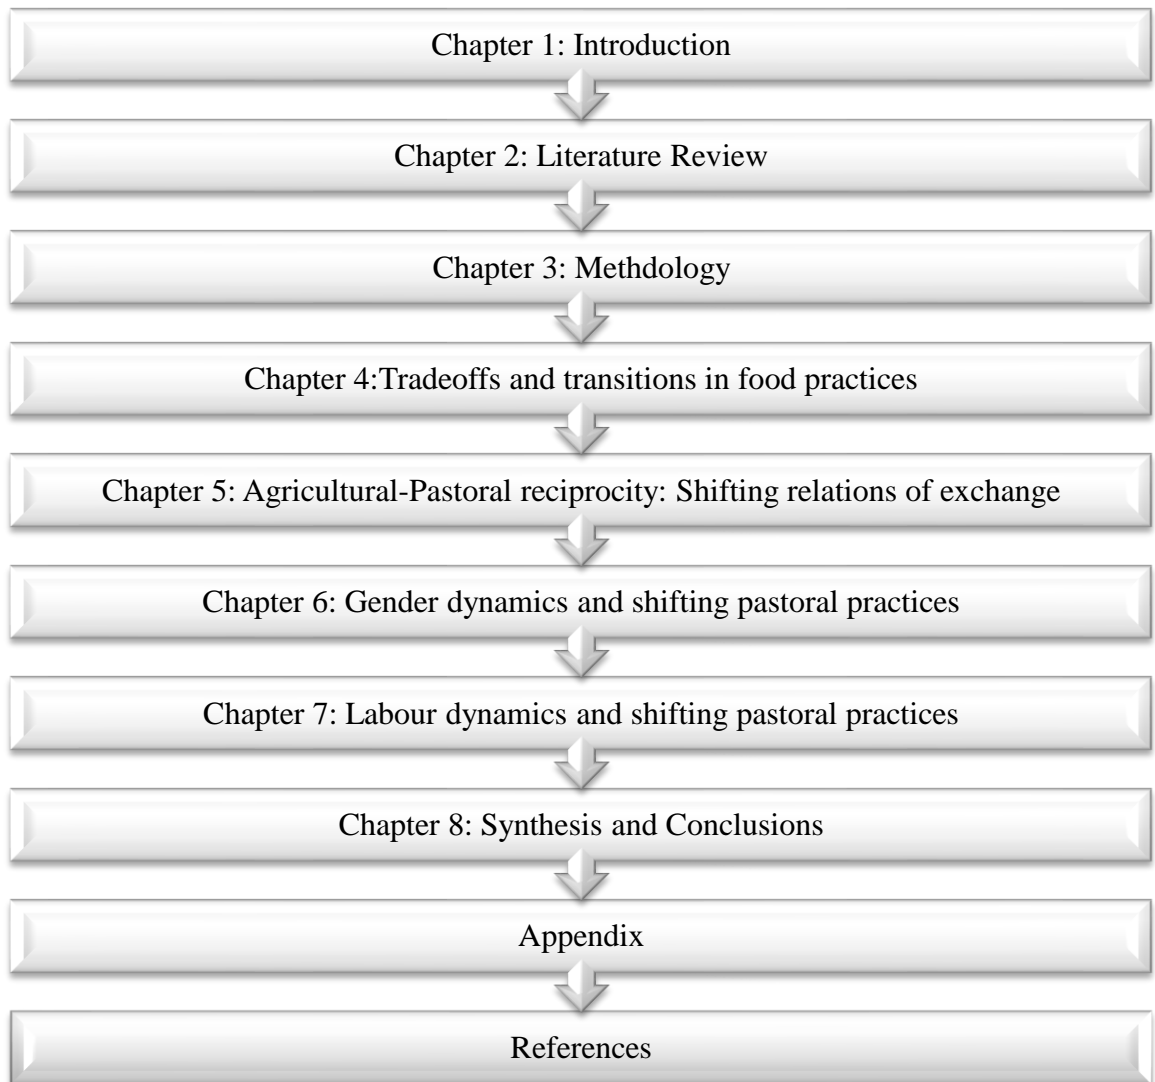 Chapter 1: Introduction
Chapter 2: Literature Review
Chapter 3: Methdology
Chapter 4:Tradeoffs and transitions in food practices
Chapter 5: Agricultural-Pastoral reciprocity: Shifting relations of exchange
Chapter 6: Gender dynamics and shifting pastoral practices
Chapter 7: Labour dynamics and shifting pastoral practices
Chapter 8: Synthesis and Conclusions
Appendix
References